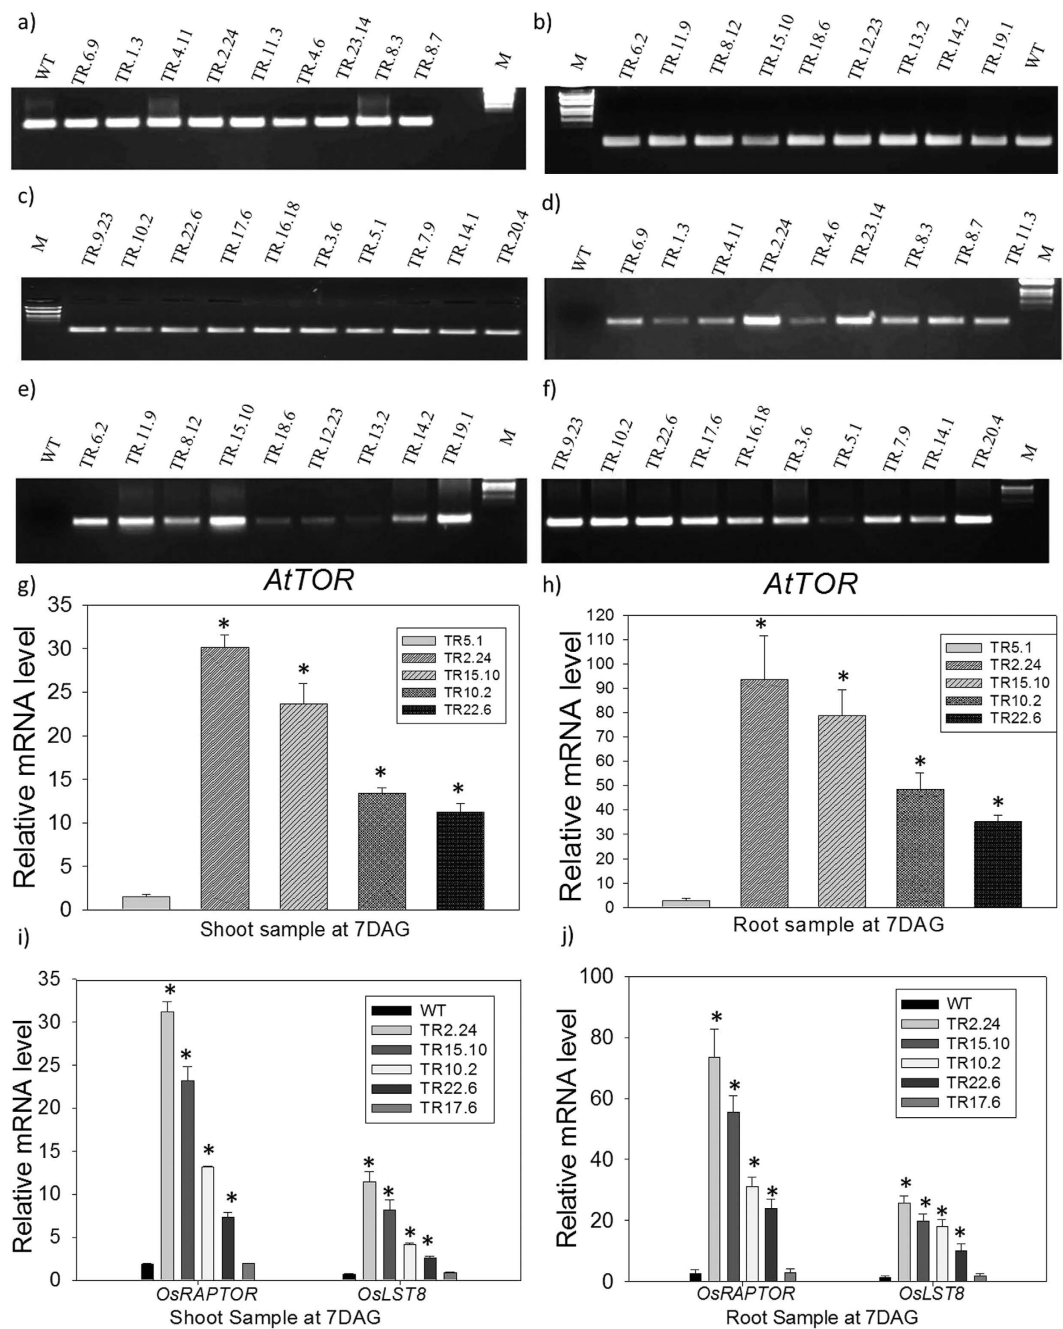 a)
WT TR.6.9 TR.1.3 TR.4.11 TR.2.24 TR.11.3 TR.4.6 TR.23.14 TR.8.3 TR.8.7 M
b)
M TR.6.2 TR.11.9 TR.8.12 TR.15.10 TR.18.6 TR.12.23 TR.13.2 TR.14.2 TR.19.1 WT
c)
M TR.9.23 TR.10.2 TR.22.6 TR.17.6 TR.16.18 TR.3.6 TR.5.1 TR.7.9 TR.14.1 TR.20.4
d)
WT TR.6.9 TR.1.3 TR.4.11 TR.2.24 TR.4.6 TR.23.14 TR.8.3 TR.8.7 TR.11.3 M
e)
WT TR.6.2 TR.11.9 TR.8.12 TR.15.10 TR.18.6 TR.12.23 TR.13.2 TR.14.2 TR.19.1 M
f)
TR.9.23 TR.10.2 TR.22.6 TR.17.6 TR.16.18 TR.3.6 TR.5.1 TR.7.9 TR.14.1 TR.20.4 M
g)
AtTOR
Relative mRNA level
35
30
25
20
15
10
5
0
TR5.1
TR2.24
TR15.10
TR10.2
TR22.6
* * * *
Shoot sample at 7DAG
h)
AtTOR
Relative mRNA level
120
110
100
90
80
70
60
50
40
30
20
10
0
TR5.1
TR2.24
TR15.10
TR10.2
TR22.6
* * * *
Root sample at 7DAG
i)
Relative mRNA level
35
30
25
20
15
10
5
0
WT
TR2.24
TR15.10
TR10.2
TR22.6
TR17.6
* * * * * * * *
OsRAPTOR OsLST8
Shoot Sample at 7DAG
j)
Relative mRNA level
100
80
60
40
20
0
WT
TR2.24
TR15.10
TR10.2
TR22.6
TR17.6
* * * * * * * *
OsRAPTOR OsLST8
Root Sample at 7DAG